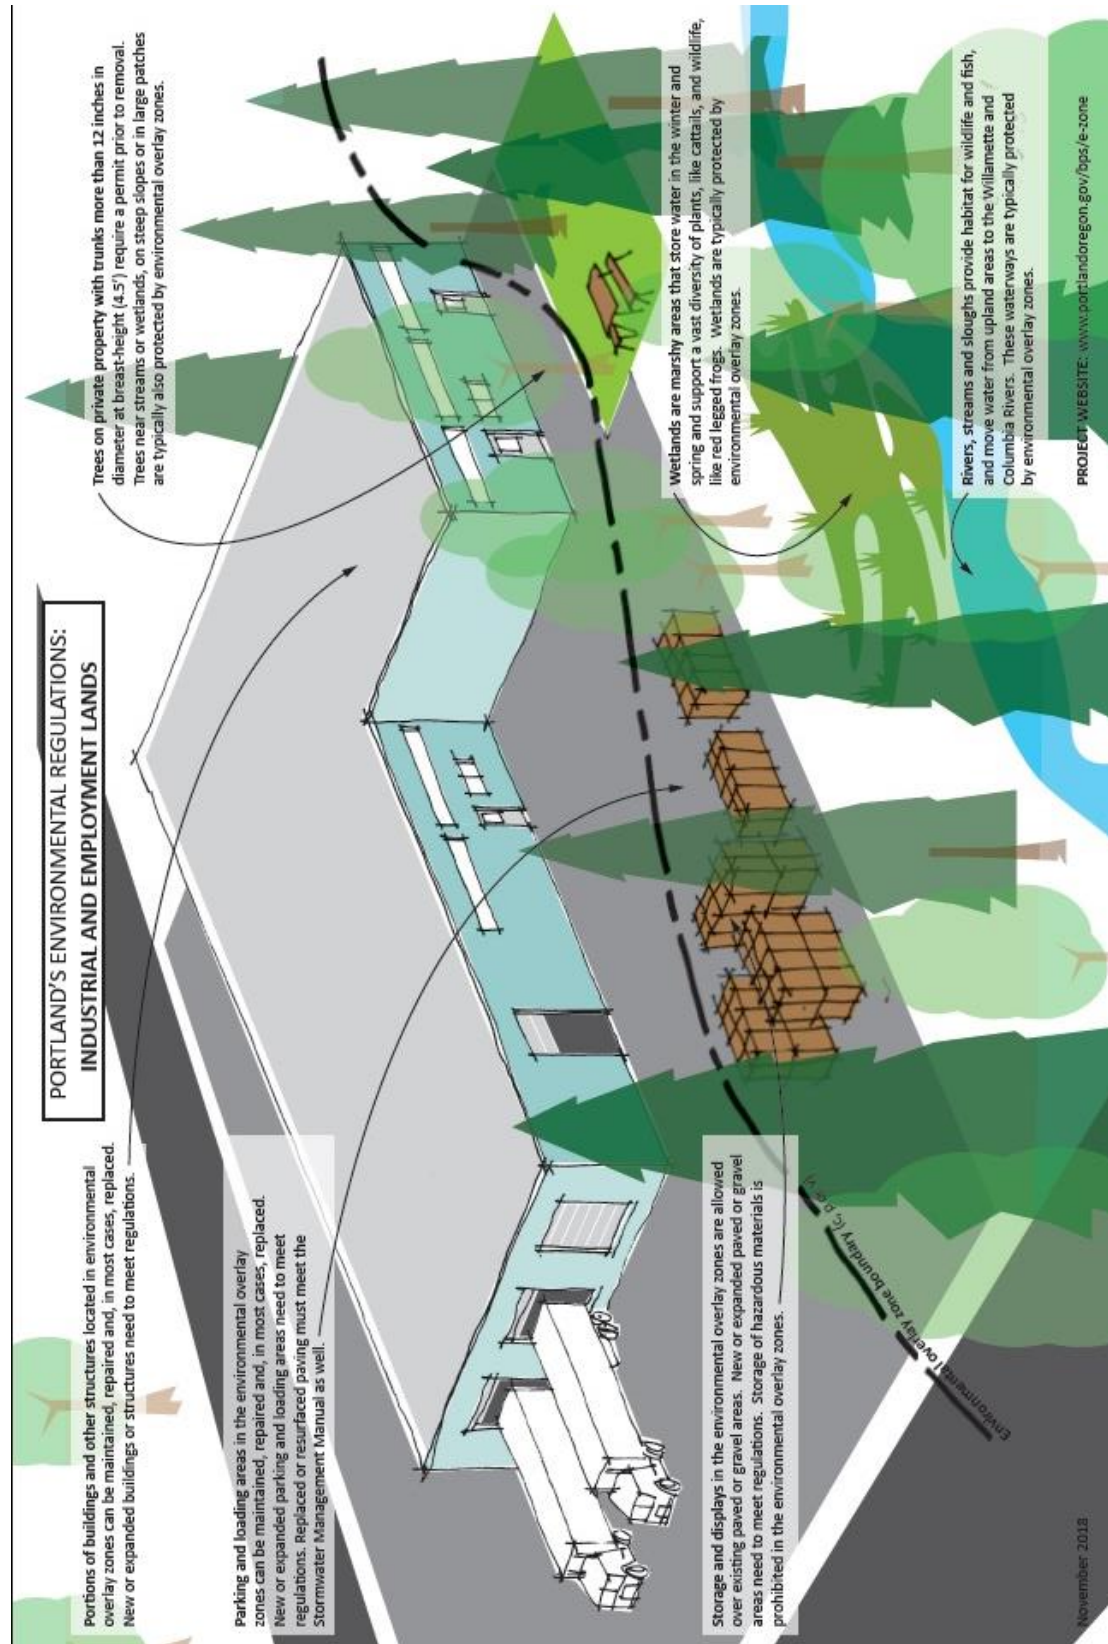 PORTLAND'S ENVIRONMENTAL REGULATIONS:
INDUSTRIAL AND EMPLOYMENT LANDS
Portions of buildings and other structures located in environmental
overlay zones can be maintained, repaired and, in most cases, replaced.
New or expanded buildings or structures need to meet regulations.
Trees on private property with trunks more than 12 inches in
diameter at breast-height (4.5') require a permit prior to removal.
Trees near streams or wetlands, on steep slopes or in large patches
are typically also protected by environmental overlay zones.
Parking and loading areas in the environmental overlay
zones can be maintained, repaired and, in most cases, replaced.
New or expanded parking and loading areas need to meet
regulations. Replaced or resurfaced paving must meet the
Stormwater Management Manual as well.
Storage and displays in the environmental overlay zones are allowed
over existing paved or gravel areas. New or expanded paved or gravel
areas need to meet regulations. Storage of hazardous materials is
prohibited in the environmental overlay zones.
Wetlands are marshy areas that store water in the winter and
spring and support a vast diversity of plants, like cattails, and wildlife,
like red legged frogs. Wetlands are typically protected by
environmental overlay zones.
Environmental overlay zone boundary (c, p or v)
Rivers, streams and sloughs provide habitat for wildlife and fish,
and move water from upland areas to the Willamette and
Columbia Rivers. These waterways are typically protected
by environmental overlay zones.
November 2018
PROJECT WEBSITE: www.portlandoregon.gov/bps/e-zone